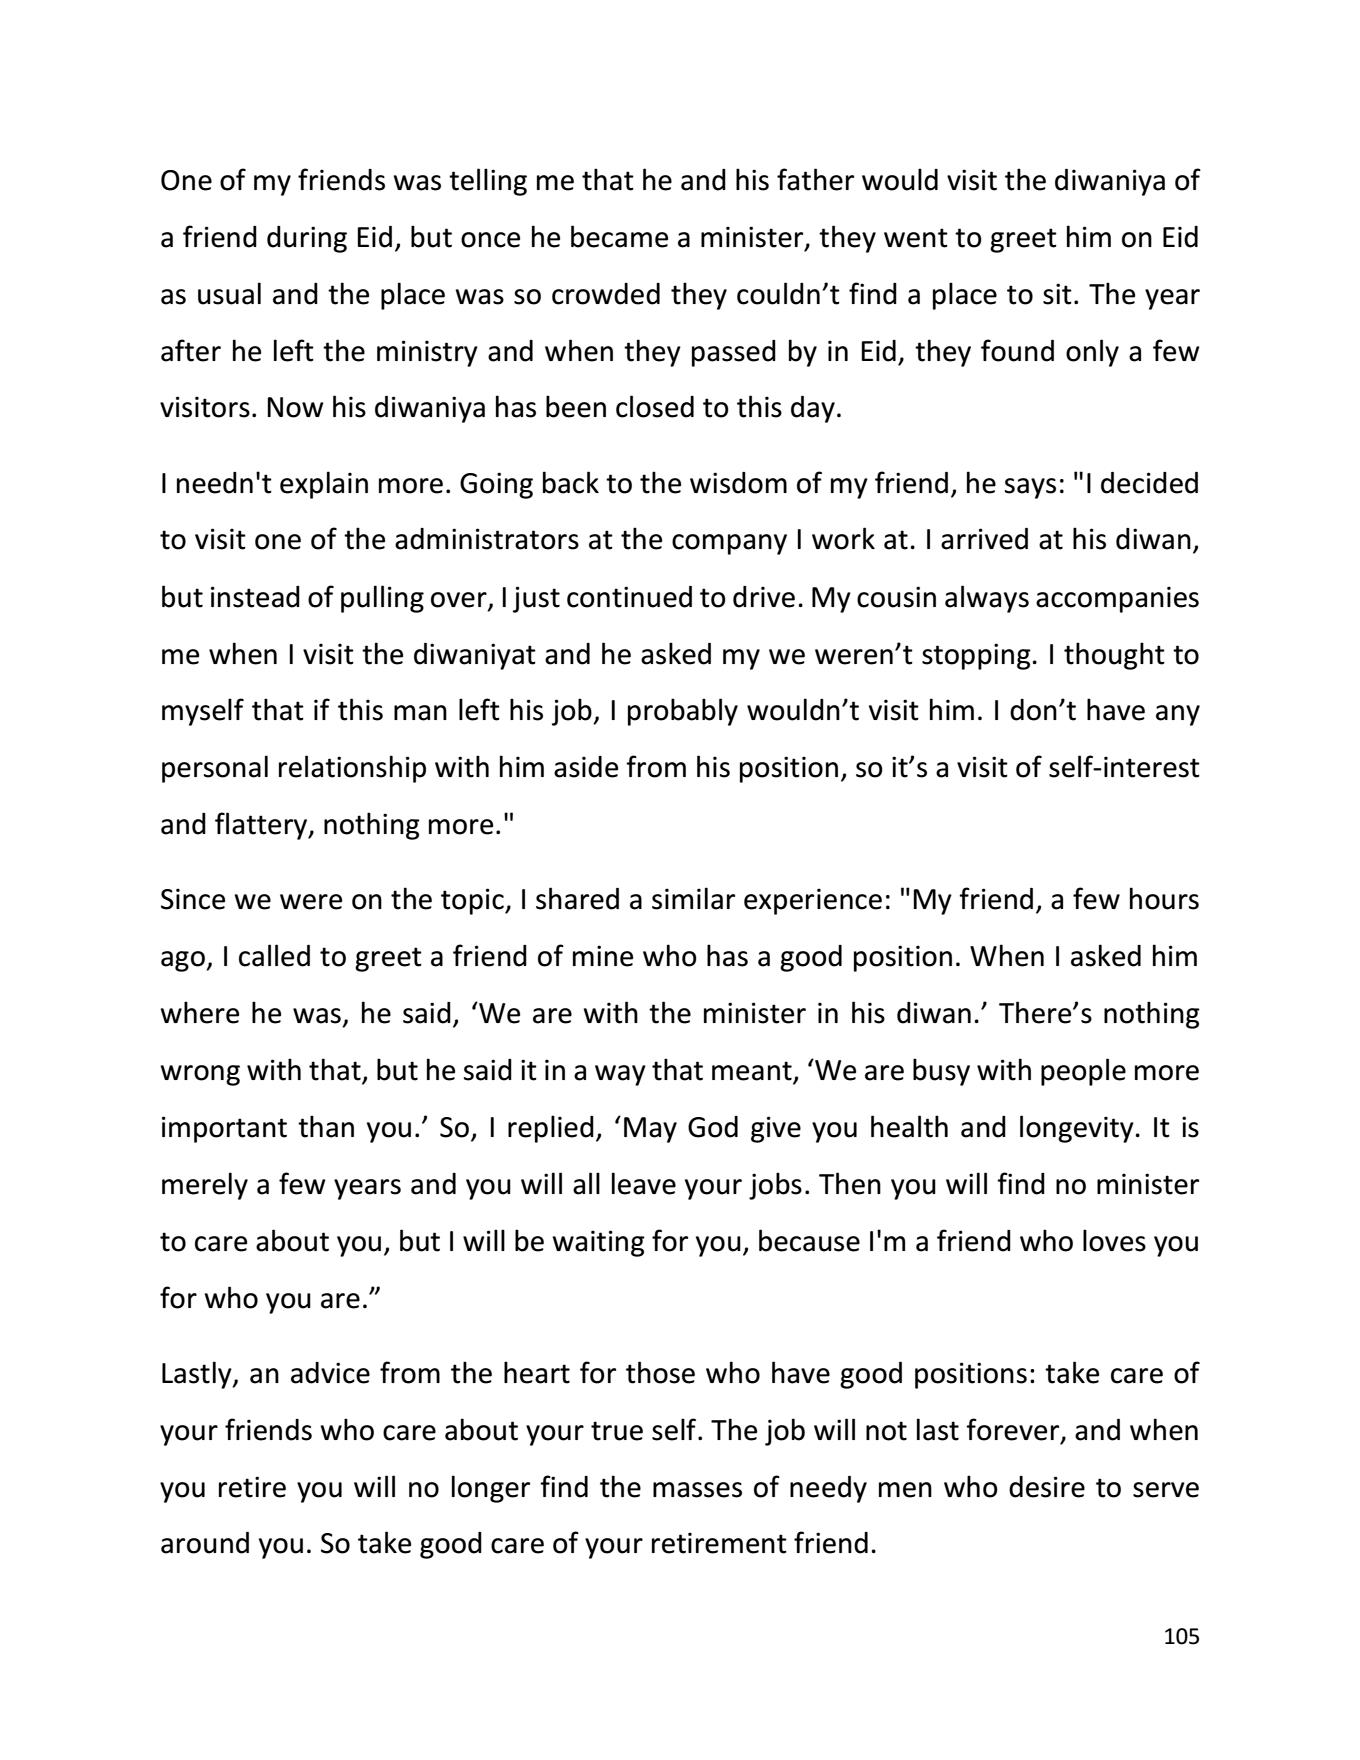 One of my friends was telling me that he and his father would visit the diwaniya of
a friend during Eid, but once he became a minister, they went to greet him on Eid
as usual and the place was so crowded they couldn’t find a place to sit. The year
after he left the ministry and when they passed by in Eid, they found only a few
visitors. Now his diwaniya has been closed to this day.
I needn't explain more. Going back to the wisdom of my friend, he says: "I decided
to visit one of the administrators at the company I work at. I arrived at his diwan,
but instead of pulling over, I just continued to drive. My cousin always accompanies
me when I visit the diwaniyat and he asked my we weren’t stopping. I thought to
myself that if this man left his job, I probably wouldn’t visit him. I don’t have any
personal relationship with him aside from his position, so it’s a visit of self-interest
and flattery, nothing more."
Since we were on the topic, I shared a similar experience: "My friend, a few hours
ago, I called to greet a friend of mine who has a good position. When I asked him
where he was, he said, ‘We are with the minister in his diwan.’ There’s nothing
wrong with that, but he said it in a way that meant, ‘We are busy with people more
important than you.’ So, I replied, ‘May God give you health and longevity. It is
merely a few years and you will all leave your jobs. Then you will find no minister
to care about you, but I will be waiting for you, because I'm a friend who loves you
for who you are.”
Lastly, an advice from the heart for those who have good positions: take care of
your friends who care about your true self. The job will not last forever, and when
you retire you will no longer find the masses of needy men who desire to serve
around you. So take good care of your retirement friend.
105